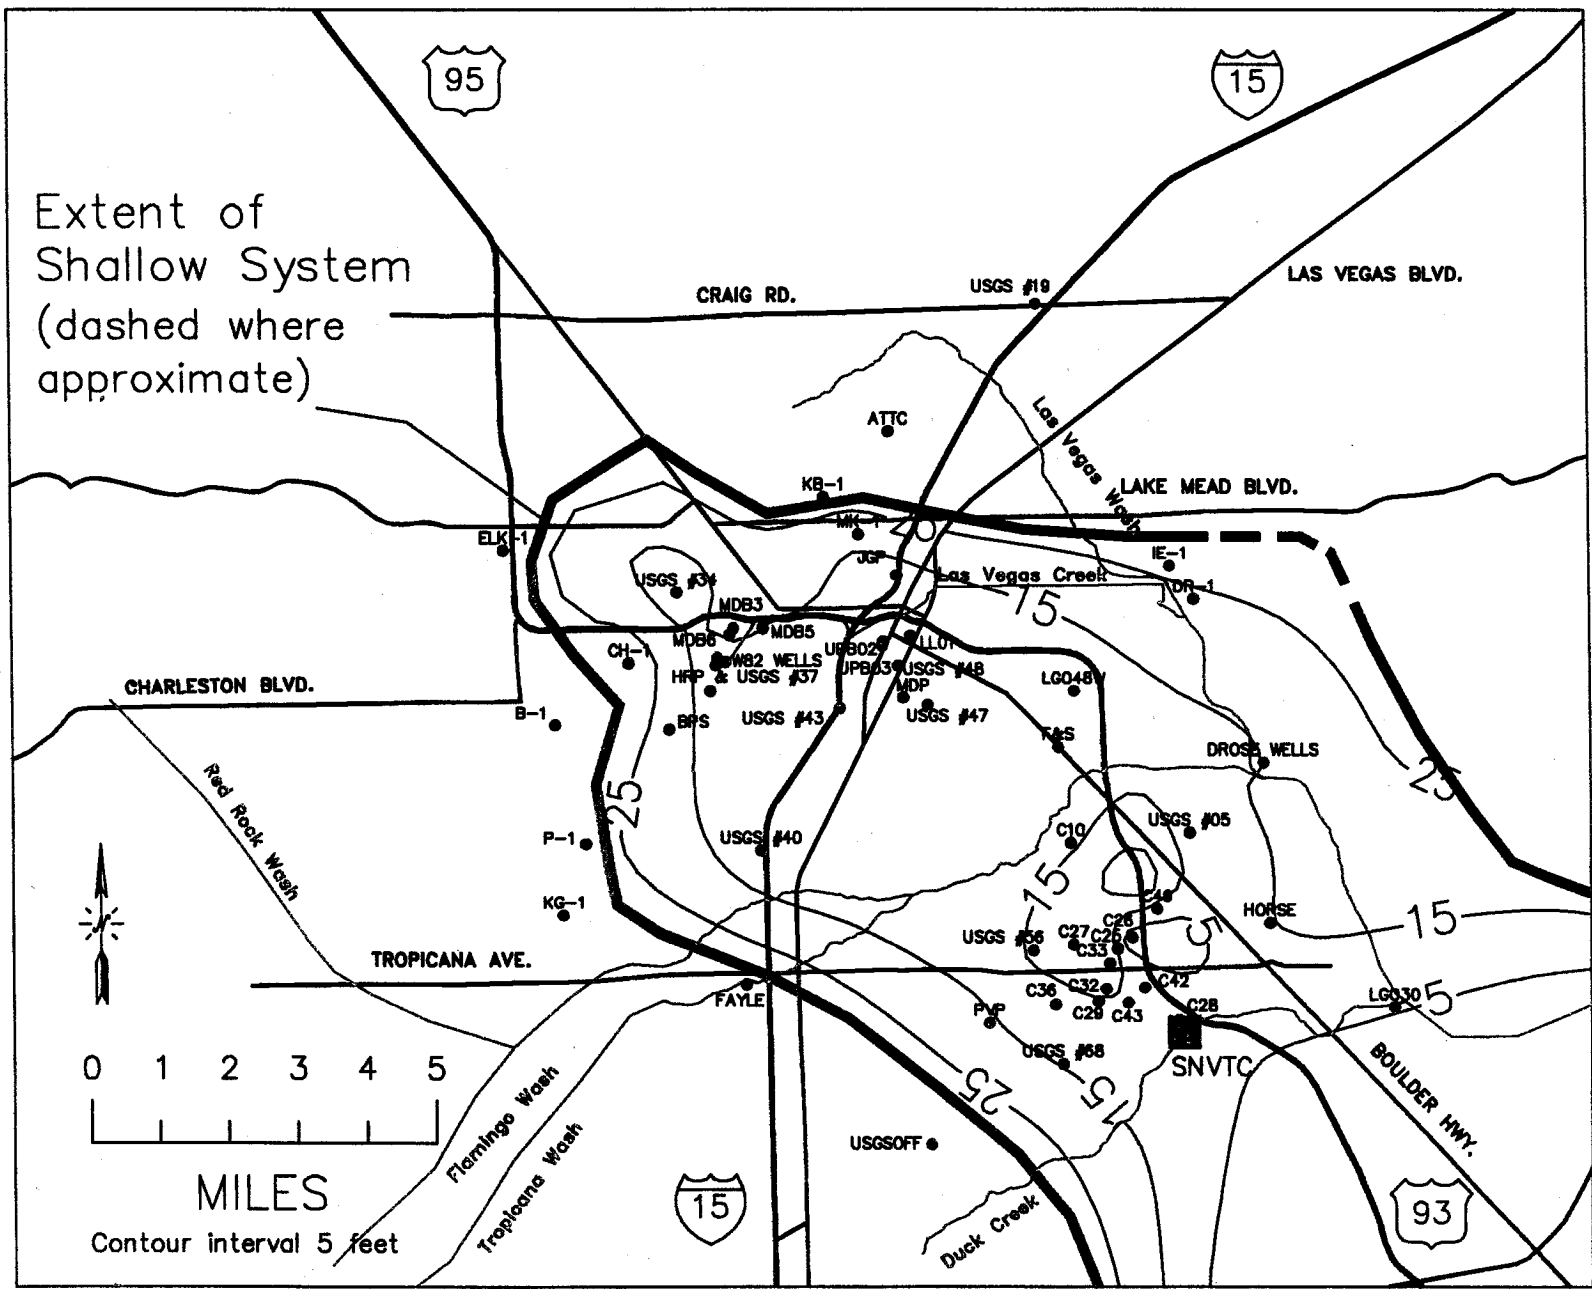 95
15
Extent of
Shallow System
(dashed where
approximate)
USGS #19
LAS VEGAS BLVD.
CRAIG RD.
ATTC
Las Vegas Wash
KB-1
LAKE MEAD BLVD.
MK-1
ELK-1
IE-1
JGP
Las Vegas Creek
USGS #34
DR-1
15
MDB3
MDB6
MDB5
UPB02
LL01
CH-1
W82 WELLS
UPB03
USGS #48
HRP & USGS #37
LG048
CHARLESTON BLVD.
MDP
B-1
BPS
USGS #43
USGS #47
F&S
DROSE WELLS
Red Rock Wash
25
25
P-1
USGS #40
C10
USGS #05
15
KG-1
C46
HORSE
15
C26
USGS #56
C27
C25
5
C33
TROPICANA AVE.
FAYLE
C36
C32
C42
LG030
5
C29
C43
C28
PVP
USGS #68
SNVTC
0 1 2 3 4 5
25
15
BOULDER HWY.
MILES
Contour interval 5 feet
Flamingo Wash
Tropicana Wash
USGSOFF
15
Duck Creek
93